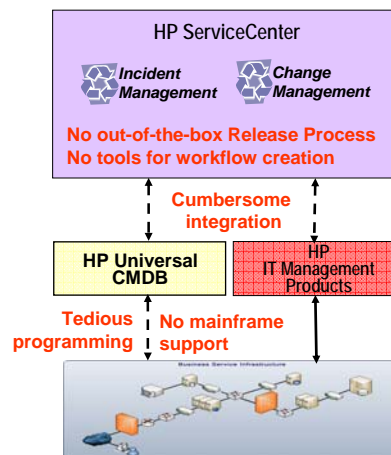 HP ServiceCenter
Incident
Management
Change
Management
No out-of-the-box Release Process
No tools for workflow creation
Cumbersome
integration
HP Universal
CMDB
HP
IT Management
Products
Tedious
programming
No mainframe
support
Business Service Infrastructure